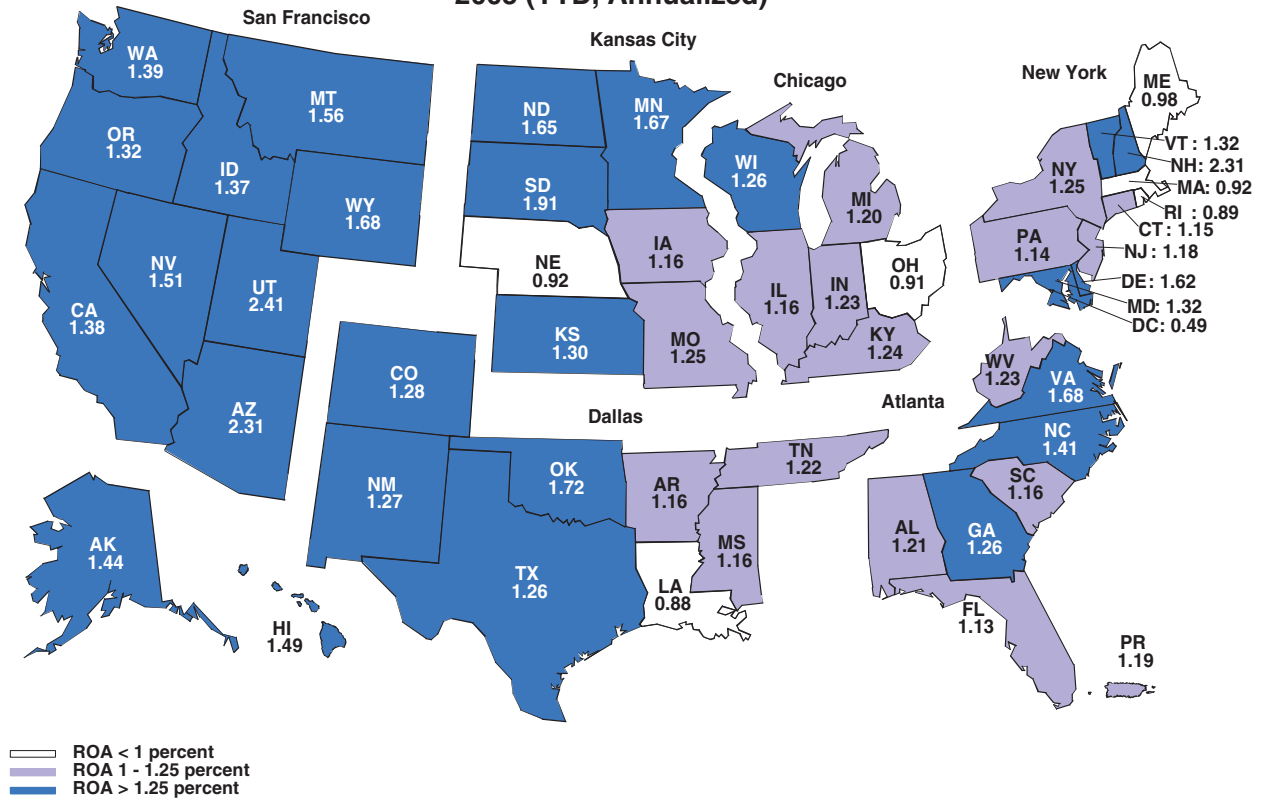 2003 (YTD, Annualized)
San Francisco
WA
1.39
MT
1.56
OR
1.32
ID
1.37
WY
1.68
NV
1.51
UT
2.41
CA
1.38
AZ
2.31
AK
1.44
HI
1.49
Kansas City
ND
1.65
MN
1.67
SD
1.91
NE
0.92
IA
1.16
KS
1.30
MO
1.25
Chicago
WI
1.26
MI
1.20
IL
1.16
IN
1.23
OH
0.91
KY
1.24
New York
ME
0.98
NY
1.25
PA
1.14
VT : 1.32
NH: 2.31
MA: 0.92
RI : 0.89
CT : 1.15
NJ : 1.18
DE: 1.62
MD: 1.32
DC: 0.49
Dallas
CO
1.28
NM
1.27
OK
1.72
TX
1.26
AR
1.16
LA
0.88
MS
1.16
TN
1.22
Atlanta
WV
1.23
VA
1.68
NC
1.41
SC
1.16
AL
1.21
GA
1.26
FL
1.13
PR
1.19
ROA < 1 percent
ROA 1 - 1.25 percent
ROA > 1.25 percent